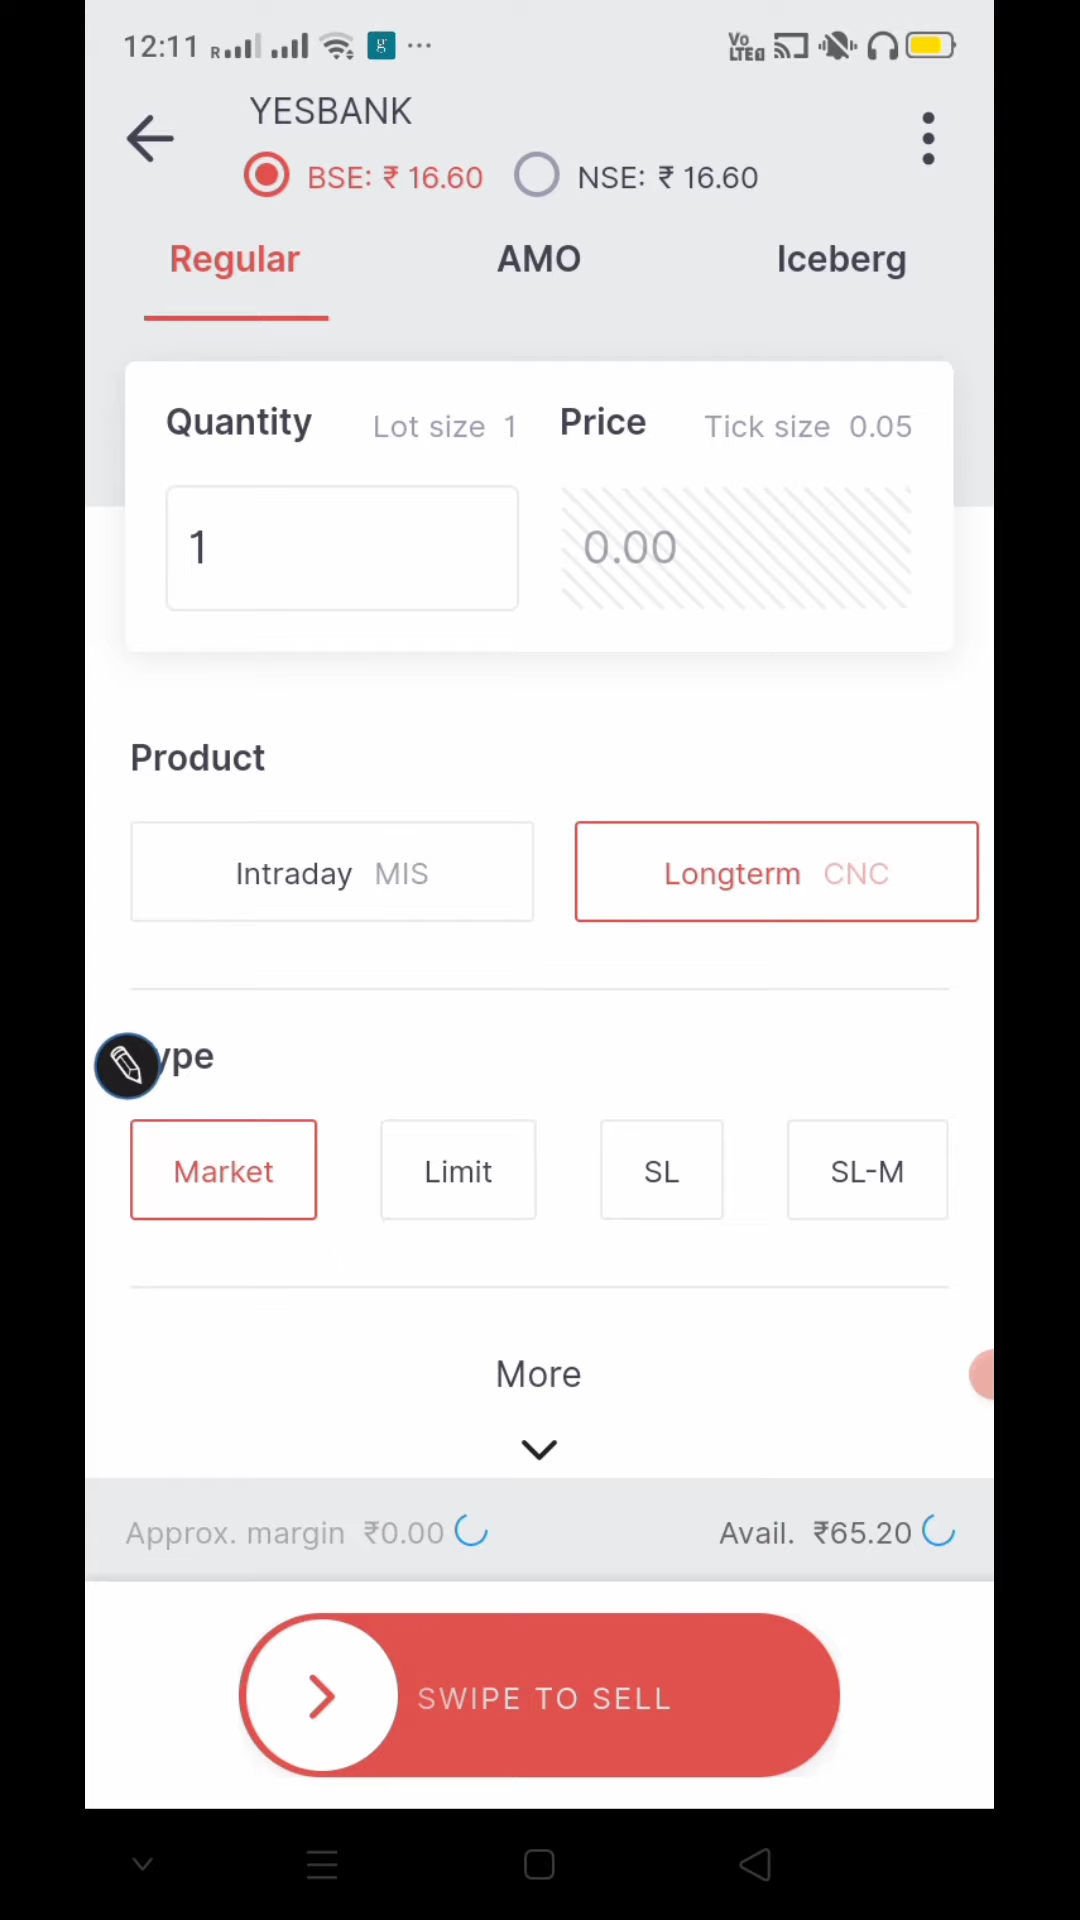 12:11 R g ... Vo LTE
YESBANK
BSE: ₹ 16.60 NSE: ₹ 16.60
Regular AMO Iceberg
Quantity Lot size 1 Price Tick size 0.05
1 0.00
Product
Intraday MIS Longterm CNC
ype
Market Limit SL SL-M
More
Approx. margin ₹0.00 Avail. ₹65.20
SWIPE TO SELL